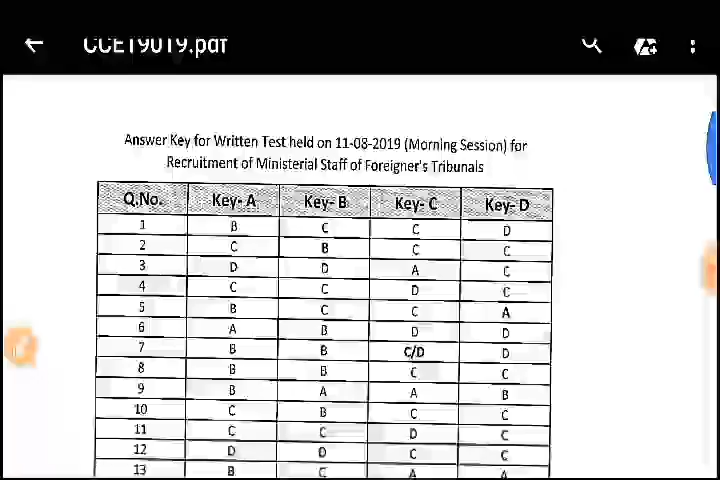 CCE19019.pdf
Answer Key for Written Test held on 11-08-2019 (Morning Session) for
Recruitment of Ministerial Staff of Foreigner's Tribunals
Q.No. Key- A Key- B Key- C Key- D
1 B C C D
2 C B C C
3 D D A C
4 C C D C
5 B C C A
6 A B D D
7 B B C/D D
8 B B C C
9 B A A B
10 C B C C
11 C C D C
12 D D C C
13 B C A A